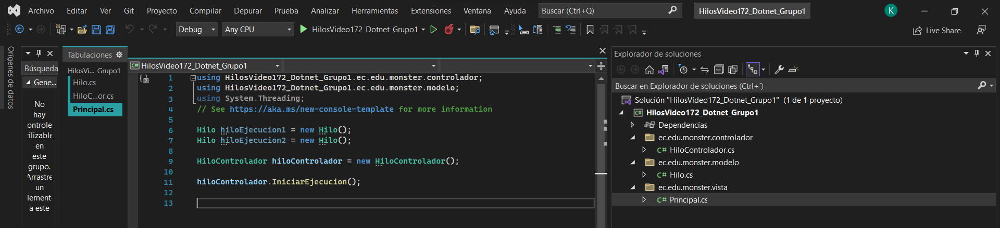 Archivo Editar Ver Git Proyecto Compilar Depurar Prueba Analizar Herramientas Extensiones Ventana Ayuda Buscar (Ctrl+Q) HilosVideo172_Dotnet_Grupo1 K
Debug Any CPU HilosVideo172_Dotnet_Grupo1 Live Share
Orígenes de datos
Búsqueda
Gene...
No
hay
ontrole
tilizable
en
este
grupo.
Arrastre
un
lement
a este
Tabulaciones
HilosVi..._Grupo1
Hilo.cs
HiloC...or.cs
Principal.cs
C# HilosVideo172_Dotnet_Grupo1
1 using HilosVideo172_Dotnet_Grupo1.ec.edu.monster.controlador;
2 using HilosVideo172_Dotnet_Grupo1.ec.edu.monster.modelo;
3 using System.Threading;
4 // See https://aka.ms/new-console-template for more information
5
6 Hilo hiloEjecucion1 = new Hilo();
7 Hilo hiloEjecucion2 = new Hilo();
8
9 HiloControlador hiloControlador = new HiloControlador();
10
11 hiloControlador.IniciarEjecucion();
12
13
Explorador de soluciones
Buscar en Explorador de soluciones (Ctrl+´)
Solución "HilosVideo172_Dotnet_Grupo1" (1 de 1 proyecto)
C# HilosVideo172_Dotnet_Grupo1
Dependencias
ec.edu.monster.controlador
C# HiloControlador.cs
ec.edu.monster.modelo
C# Hilo.cs
ec.edu.monster.vista
C# Principal.cs